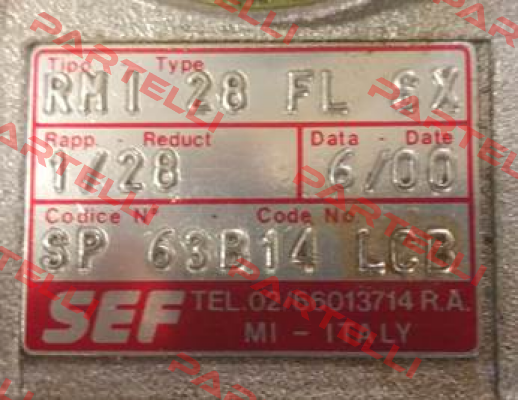 Tipo - Type
RM1 28 FL SX
Rapp. - Reduct
1/28
Data - Date
6/00
Codice N° - Code No
SP 63B14 LCB
SEF TEL.02/66013714 R.A.
MI - ITALY
PARTELLI